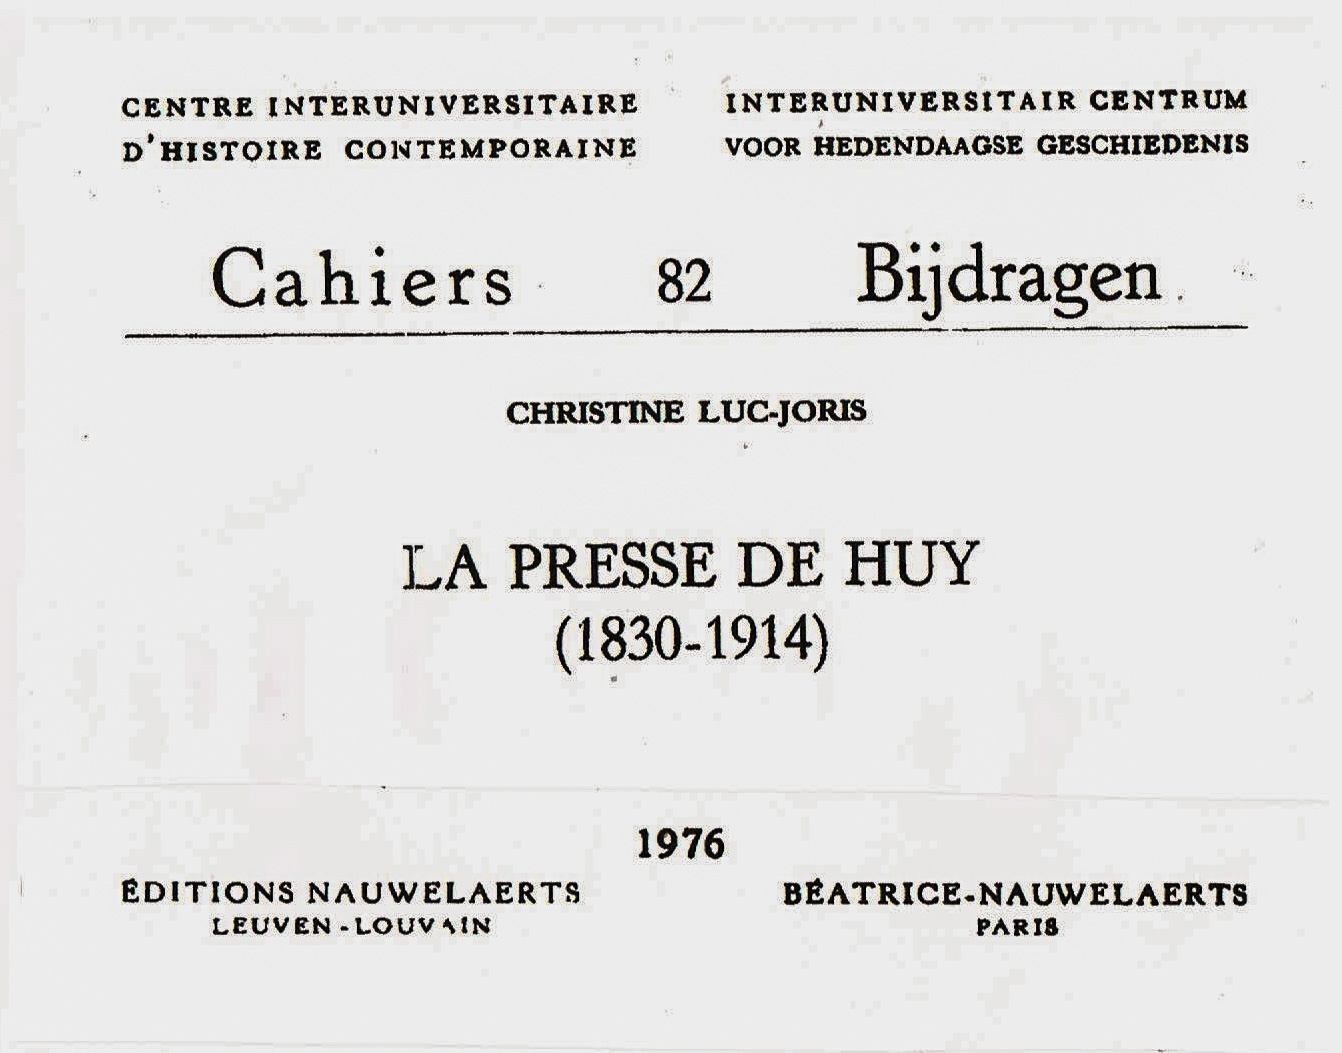 CENTRE INTERUNIVERSITAIRE
D'HISTOIRE CONTEMPORAINE
INTERUNIVERSITAIR CENTRUM
VOOR HEDENDAAGSE GESCHIEDENIS
Cahiers 82 Bijdragen
CHRISTINE LUC-JORIS
LA PRESSE DE HUY
(1830-1914)
1976
ÉDITIONS NAUWELAERTS
LEUVEN - LOUVAIN
BÉATRICE-NAUWELAERTS
PARIS